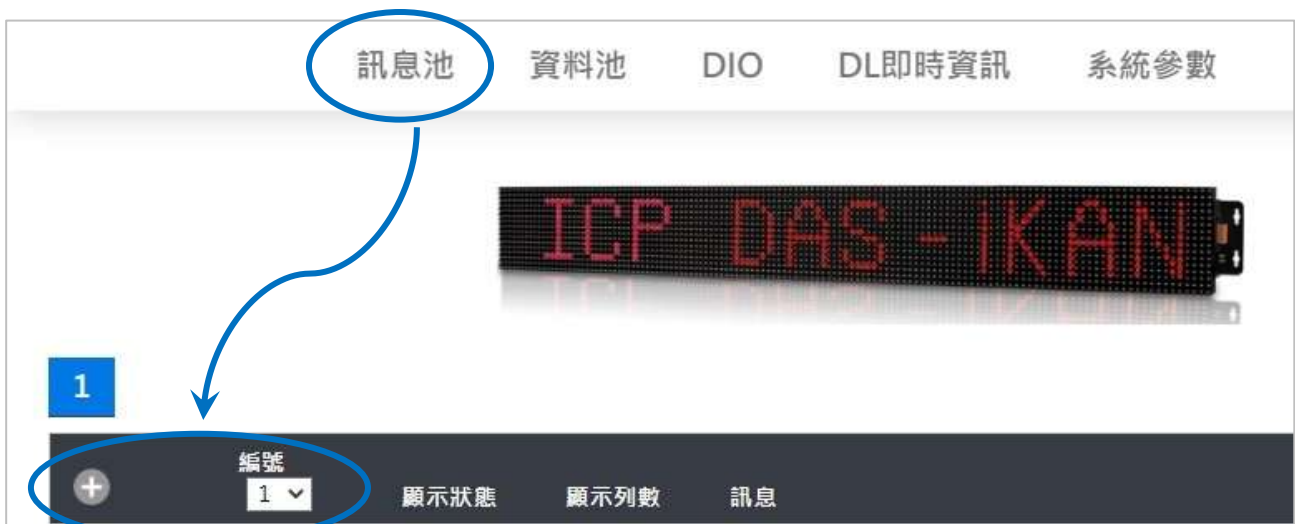 訊息池 資料池 DIO DL即時資訊 系統參數
ICP DAS - iKAN
1
編號
1
顯示狀態 顯示列數 訊息